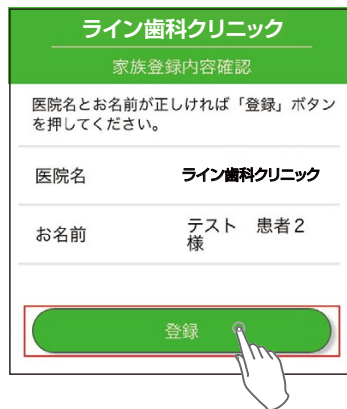 ライン歯科クリニック
家族登録内容確認
医院名とお名前が正しければ「登録」ボタン
を押してください。
医院名 ライン歯科クリニック
お名前 テスト　患者２
様
登録